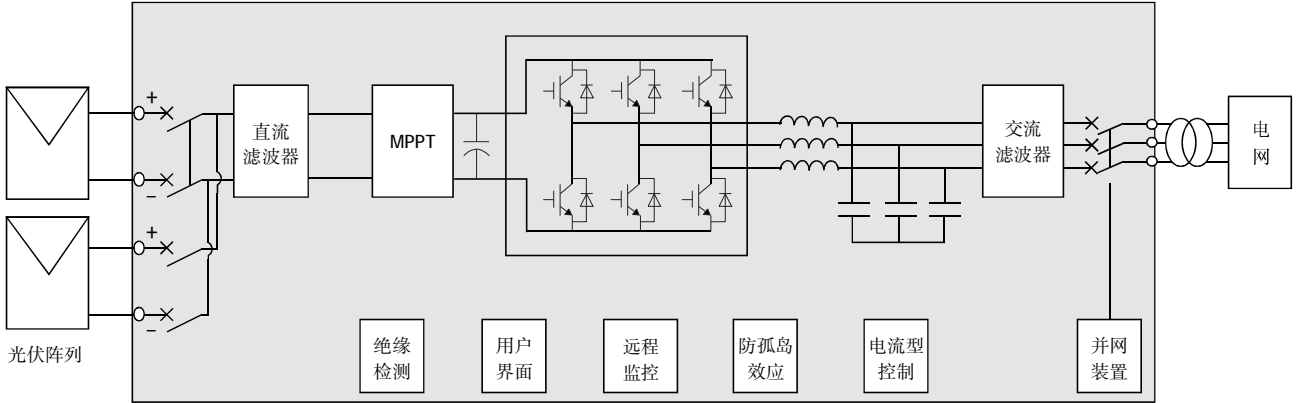 +
−
+
−
光伏阵列
直流
滤波器
MPPT
交流
滤波器
电
网
绝缘
检测
用户
界面
远程
监控
防孤岛
效应
电流型
控制
并网
装置